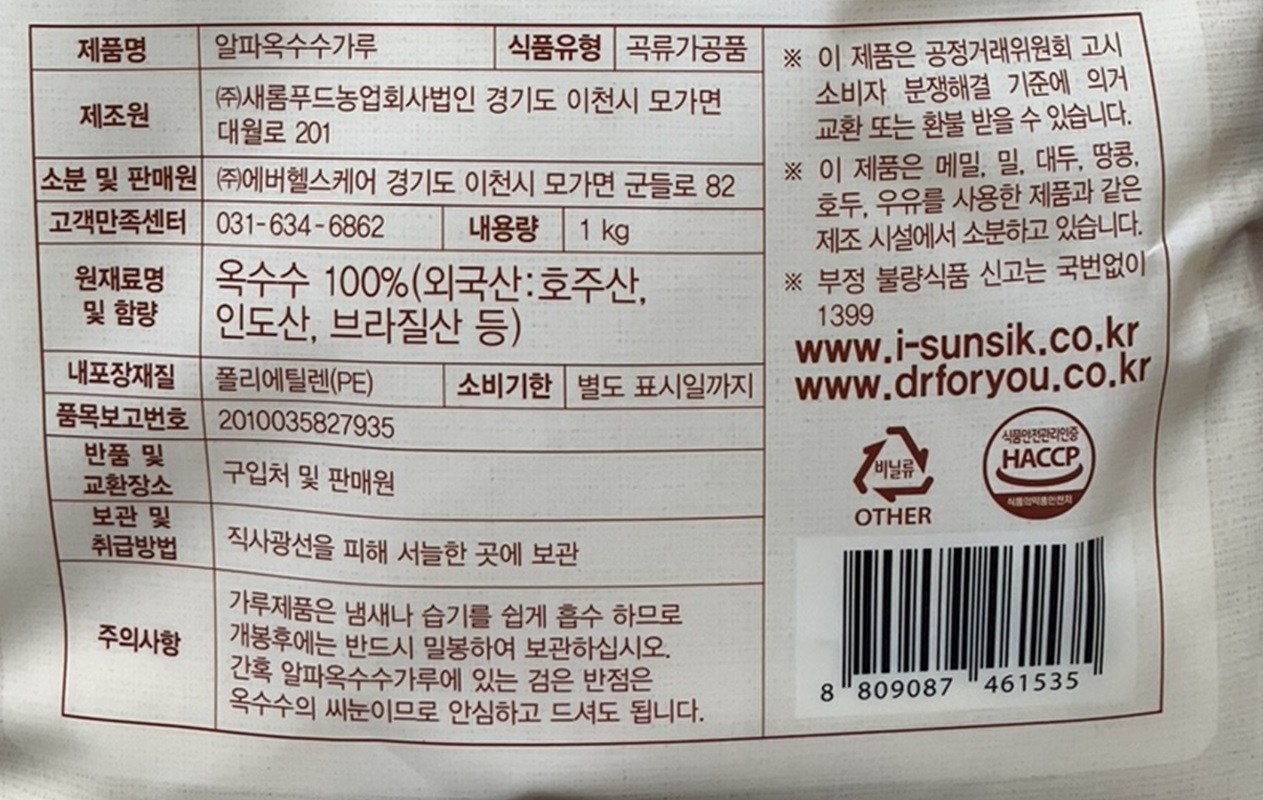 제품명 알파옥수수가루 식품유형 곡류가공품
제조원 ㈜새롬푸드농업회사법인 경기도 이천시 모가면
대월로 201
소분 및 판매원 ㈜에버헬스케어 경기도 이천시 모가면 군들로 82
고객만족센터 031-634-6862 내용량 1 kg
원재료명
및 함량
옥수수 100%(외국산:호주산,
인도산, 브라질산 등)
내포장재질 폴리에틸렌(PE) 소비기한 별도 표시일까지
품목보고번호 2010035827935
반품 및
교환장소
구입처 및 판매원
보관 및
취급방법
직사광선을 피해 서늘한 곳에 보관
주의사항
가루제품은 냄새나 습기를 쉽게 흡수 하므로
개봉후에는 반드시 밀봉하여 보관하십시오.
간혹 알파옥수수가루에 있는 검은 반점은
옥수수의 씨눈이므로 안심하고 드셔도 됩니다.
※ 이 제품은 공정거래위원회 고시
소비자 분쟁해결 기준에 의거
교환 또는 환불 받을 수 있습니다.
※ 이 제품은 메밀, 밀, 대두, 땅콩,
호두, 우유를 사용한 제품과 같은
제조 시설에서 소분하고 있습니다.
※ 부정 불량식품 신고는 국번없이
1399
www.i-sunsik.co.kr
www.drforyou.co.kr
비닐류
OTHER
식품안전관리인증
HACCP
식품의약품안전처
8 809087 461535